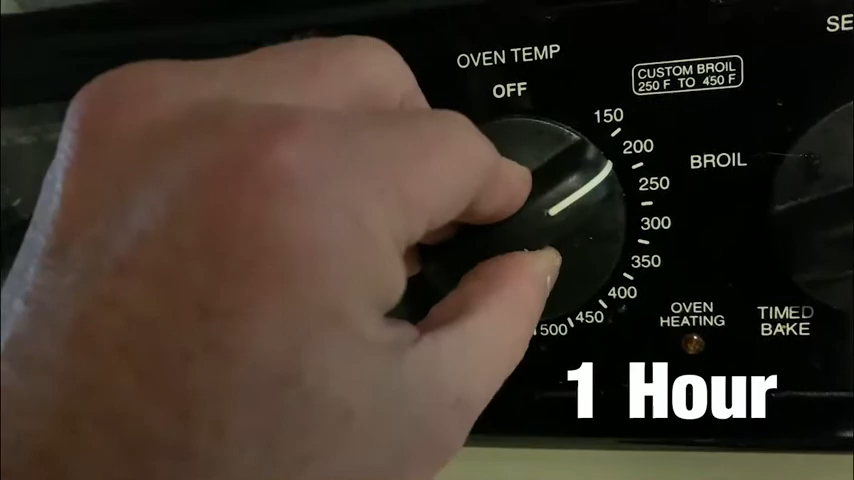 SE
OVEN TEMP
OFF
CUSTOM BROIL
250 F TO 450 F
150
200
250
300
350
400
450
500
BROIL
OVEN
HEATING
TIMED
BAKE
1 Hour